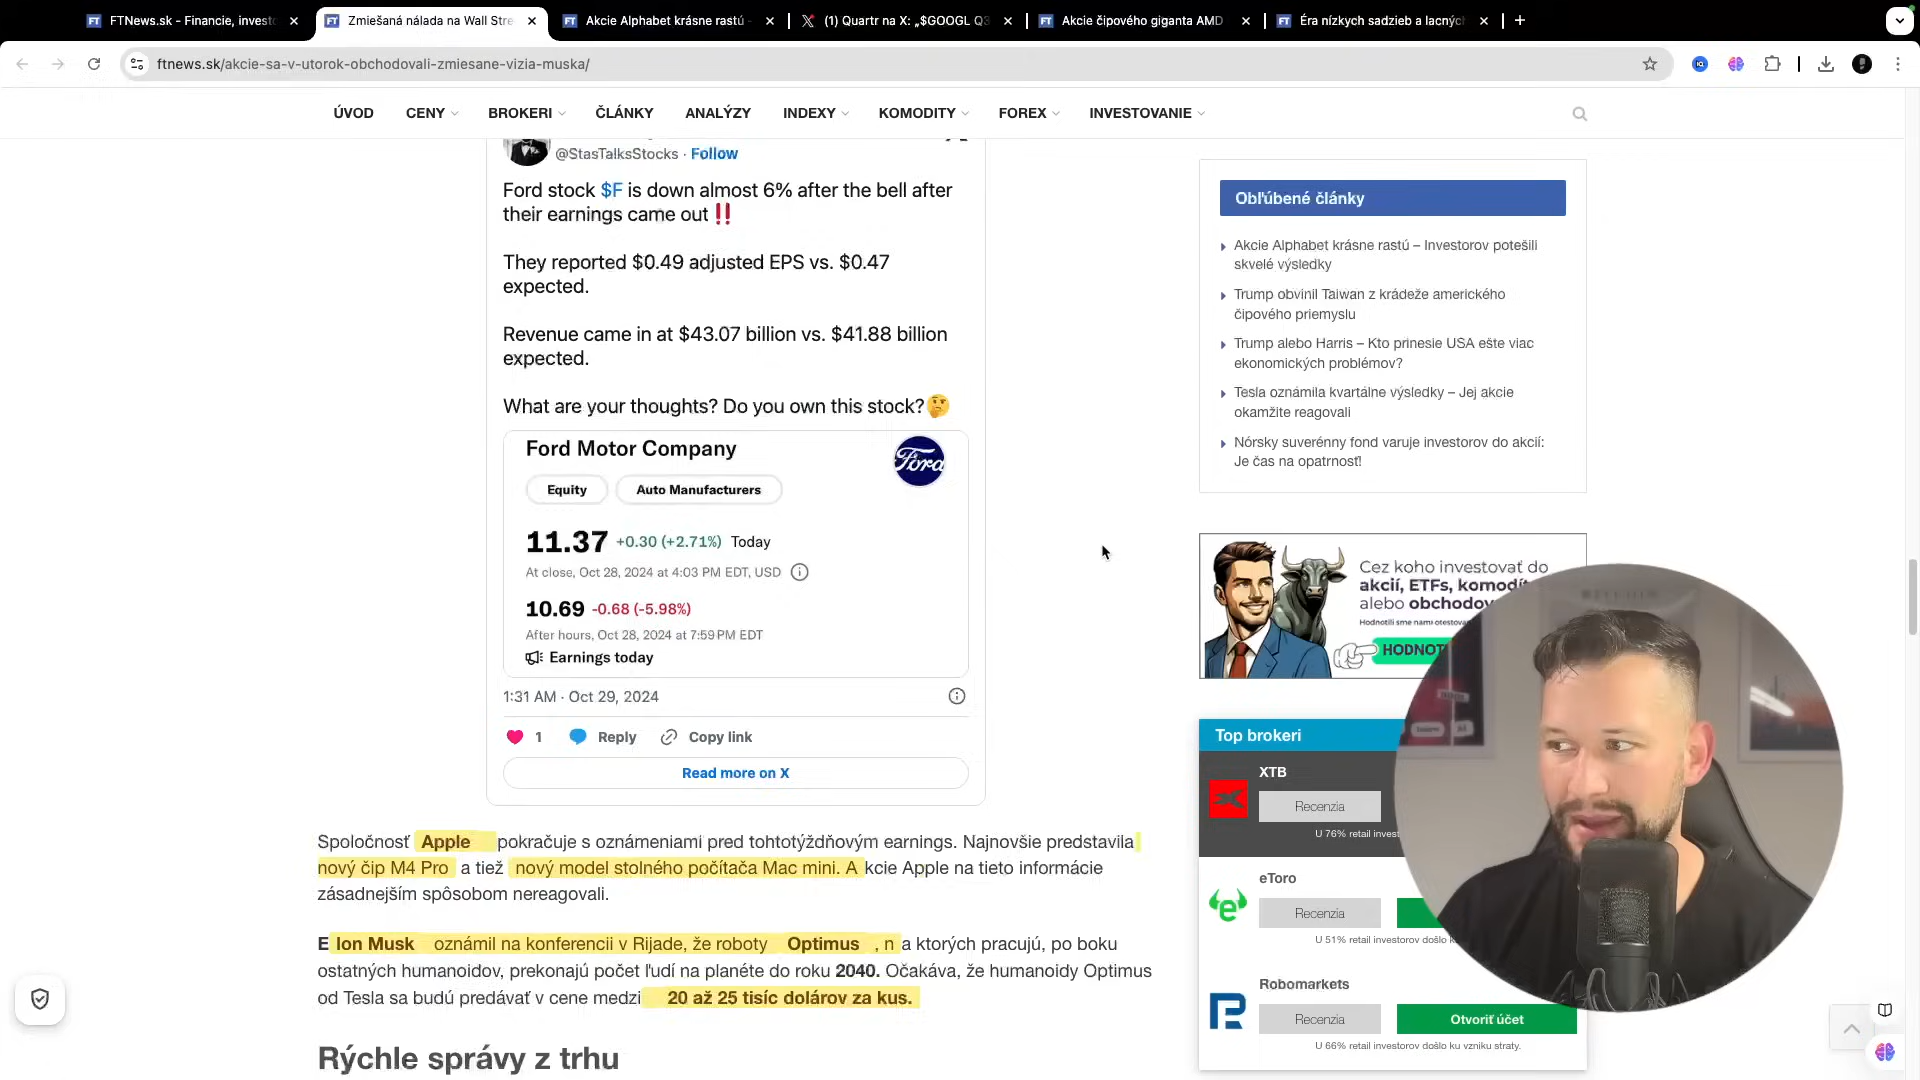 FTNews.sk - Financie, invest
Zmiešaná nálada na Wall Stre
Akcie Alphabet krásne rastú -
(1) Quartr na X: „$GOOGL Q3
Akcie čipového giganta AMD
Éra nízkych sadzieb a lacných
ftnews.sk/akcie-sa-v-utorok-obchodovali-zmiesane-vizia-muska/
ÚVOD CENY BROKERI ČLÁNKY ANALÝZY INDEXY KOMODITY FOREX INVESTOVANIE
@StasTalksStocks · Follow
Ford stock $F is down almost 6% after the bell after
their earnings came out ‼️
They reported $0.49 adjusted EPS vs. $0.47
expected.
Revenue came in at $43.07 billion vs. $41.88 billion
expected.
What are your thoughts? Do you own this stock?🤔
Ford Motor Company
Ford
Equity Auto Manufacturers
11.37 +0.30 (+2.71%) Today
At close, Oct 28, 2024 at 4:03 PM EDT, USD
10.69 -0.68 (-5.98%)
After hours, Oct 28, 2024 at 7:59 PM EDT
Earnings today
1:31 AM · Oct 29, 2024
1 Reply Copy link
Read more on X
Spoločnosť Apple pokračuje s oznámeniami pred tohtotýždňovým earnings. Najnovšie predstavila
nový čip M4 Pro a tiež nový model stolného počítača Mac mini. Akcie Apple na tieto informácie
zásadnejším spôsobom nereagovali.
Elon Musk oznámil na konferencii v Rijade, že roboty Optimus, na ktorých pracujú, po boku
ostatných humanoidov, prekonajú počet ľudí na planéte do roku 2040. Očakáva, že humanoidy Optimus
od Tesla sa budú predávať v cene medzi 20 až 25 tisíc dolárov za kus.
Rýchle správy z trhu
Obľúbené články
Akcie Alphabet krásne rastú – Investorov potešili
skvelé výsledky
Trump obvinil Taiwan z krádeže amerického
čipového priemyslu
Trump alebo Harris – Kto prinesie USA ešte viac
ekonomických problémov?
Tesla oznámila kvartálne výsledky – Jej akcie
okamžite reagovali
Nórsky suverénny fond varuje investorov do akcií:
Je čas na opatrnosť!
Cez koho investovať do
akcií, ETFs, komodít
alebo obchodov
Hodnotili sme nami otestova
HODNOT
Top brokeri
XTB
Recenzia
U 76% retail invest
eToro
Recenzia
U 51% retail investorov došlo k
Robomarkets
Recenzia Otvoriť účet
U 66% retail investorov došlo ku vzniku straty.